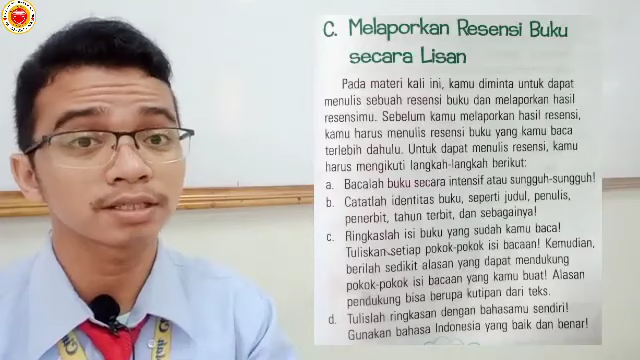 C. Melaporkan Resensi Buku
secara Lisan
Pada materi kali ini, kamu diminta untuk dapat
menulis sebuah resensi buku dan melaporkan hasil
resensimu. Sebelum kamu melaporkan hasil resensi,
kamu harus menulis resensi buku yang kamu baca
terlebih dahulu. Untuk dapat menulis resensi, kamu
harus mengikuti langkah-langkah berikut:
a. Bacalah buku secara intensif atau sungguh-sungguh!
b. Catatlah identitas buku, seperti judul, penulis,
penerbit, tahun terbit, dan sebagainya!
c. Ringkaslah isi buku yang sudah kamu baca!
Tuliskan setiap pokok-pokok isi bacaan! Kemudian,
berilah sedikit alasan yang dapat mendukung
pokok-pokok isi bacaan yang kamu buat! Alasan
pendukung bisa berupa kutipan dari teks.
d. Tulislah ringkasan dengan bahasamu sendiri!
Gunakan bahasa Indonesia yang baik dan benar!